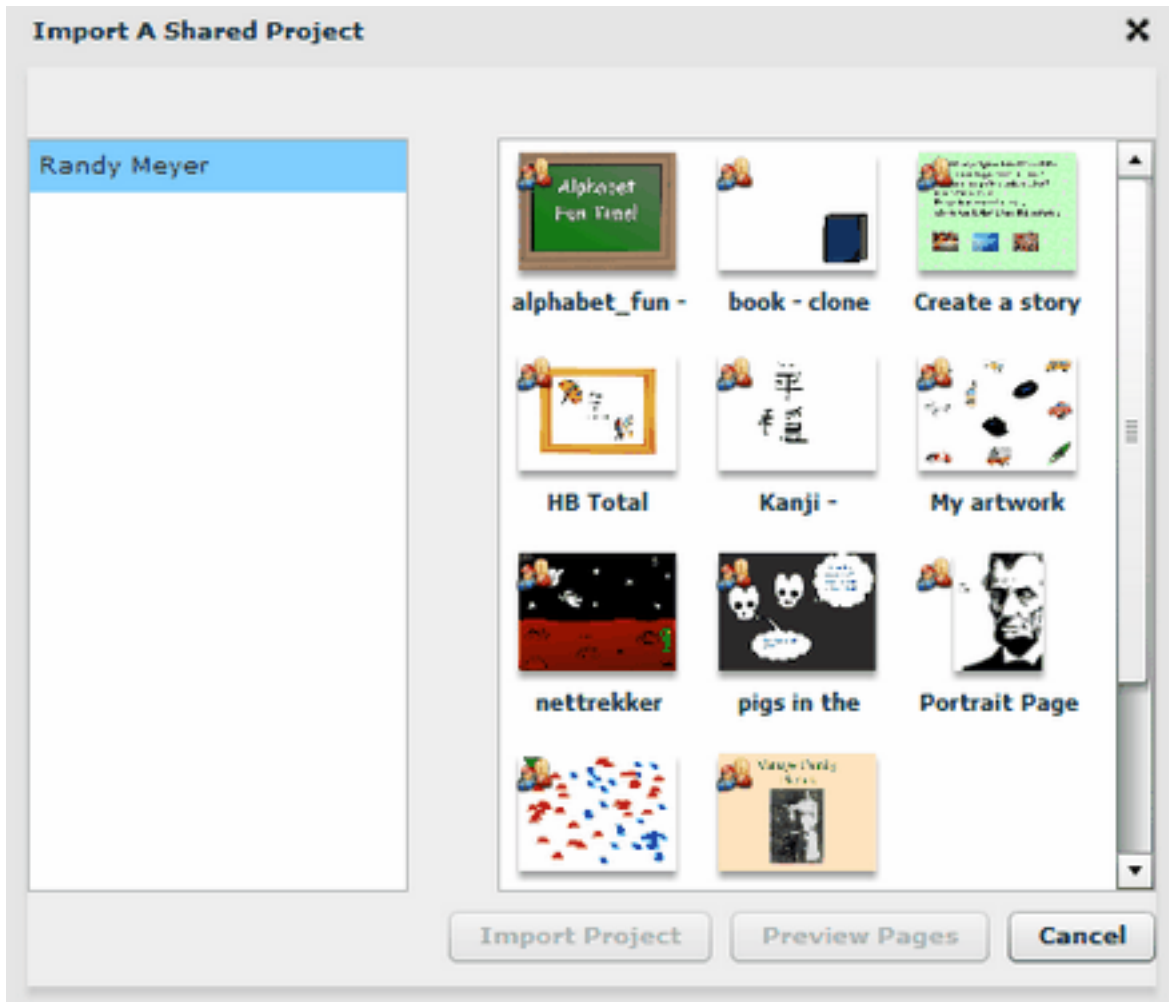 Import A Shared Project
Randy Meyer
Alphabet
Fun Time!
alphabet_fun -
book - clone
Create a story
HB Total
Kanji -
My artwork
nettrekker
pigs in the
Portrait Page
Import Project
Preview Pages
Cancel